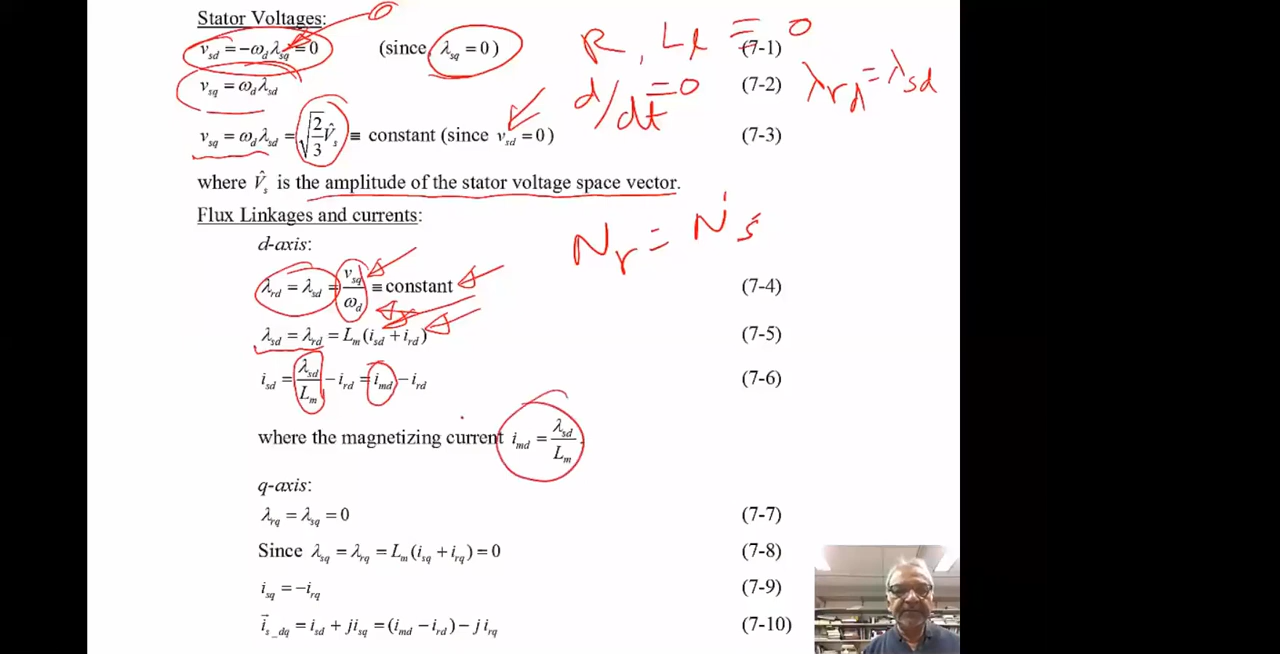 Stator Voltages:
v_sd = −ω_d λ_sq = 0 (since λ_sq = 0) (7-1)
R, L_l = 0
v_sq = ω_d λ_sd (7-2)
d/dt = 0
λ_rd = λ_sd
v_sq = ω_d λ_sd = √(2/3) V̂_s ≡ constant (since v_sd = 0) (7-3)
where V̂_s is the amplitude of the stator voltage space vector.
Flux Linkages and currents:
N_r = N_s
d-axis:
λ_rd = λ_sd = v_sq/ω_d ≡ constant (7-4)
λ_sd = λ_rd = L_m(i_sd + i_rd) (7-5)
i_sd = λ_sd/L_m − i_rd = i_md − i_rd (7-6)
where the magnetizing current i_md = λ_sd/L_m.
q-axis:
λ_rq = λ_sq = 0 (7-7)
Since λ_sq = λ_rq = L_m(i_sq + i_rq) = 0 (7-8)
i_sq = −i_rq (7-9)
i⃗_s_dq = i_sd + ji_sq = (i_md − i_rd) − j i_rq (7-10)